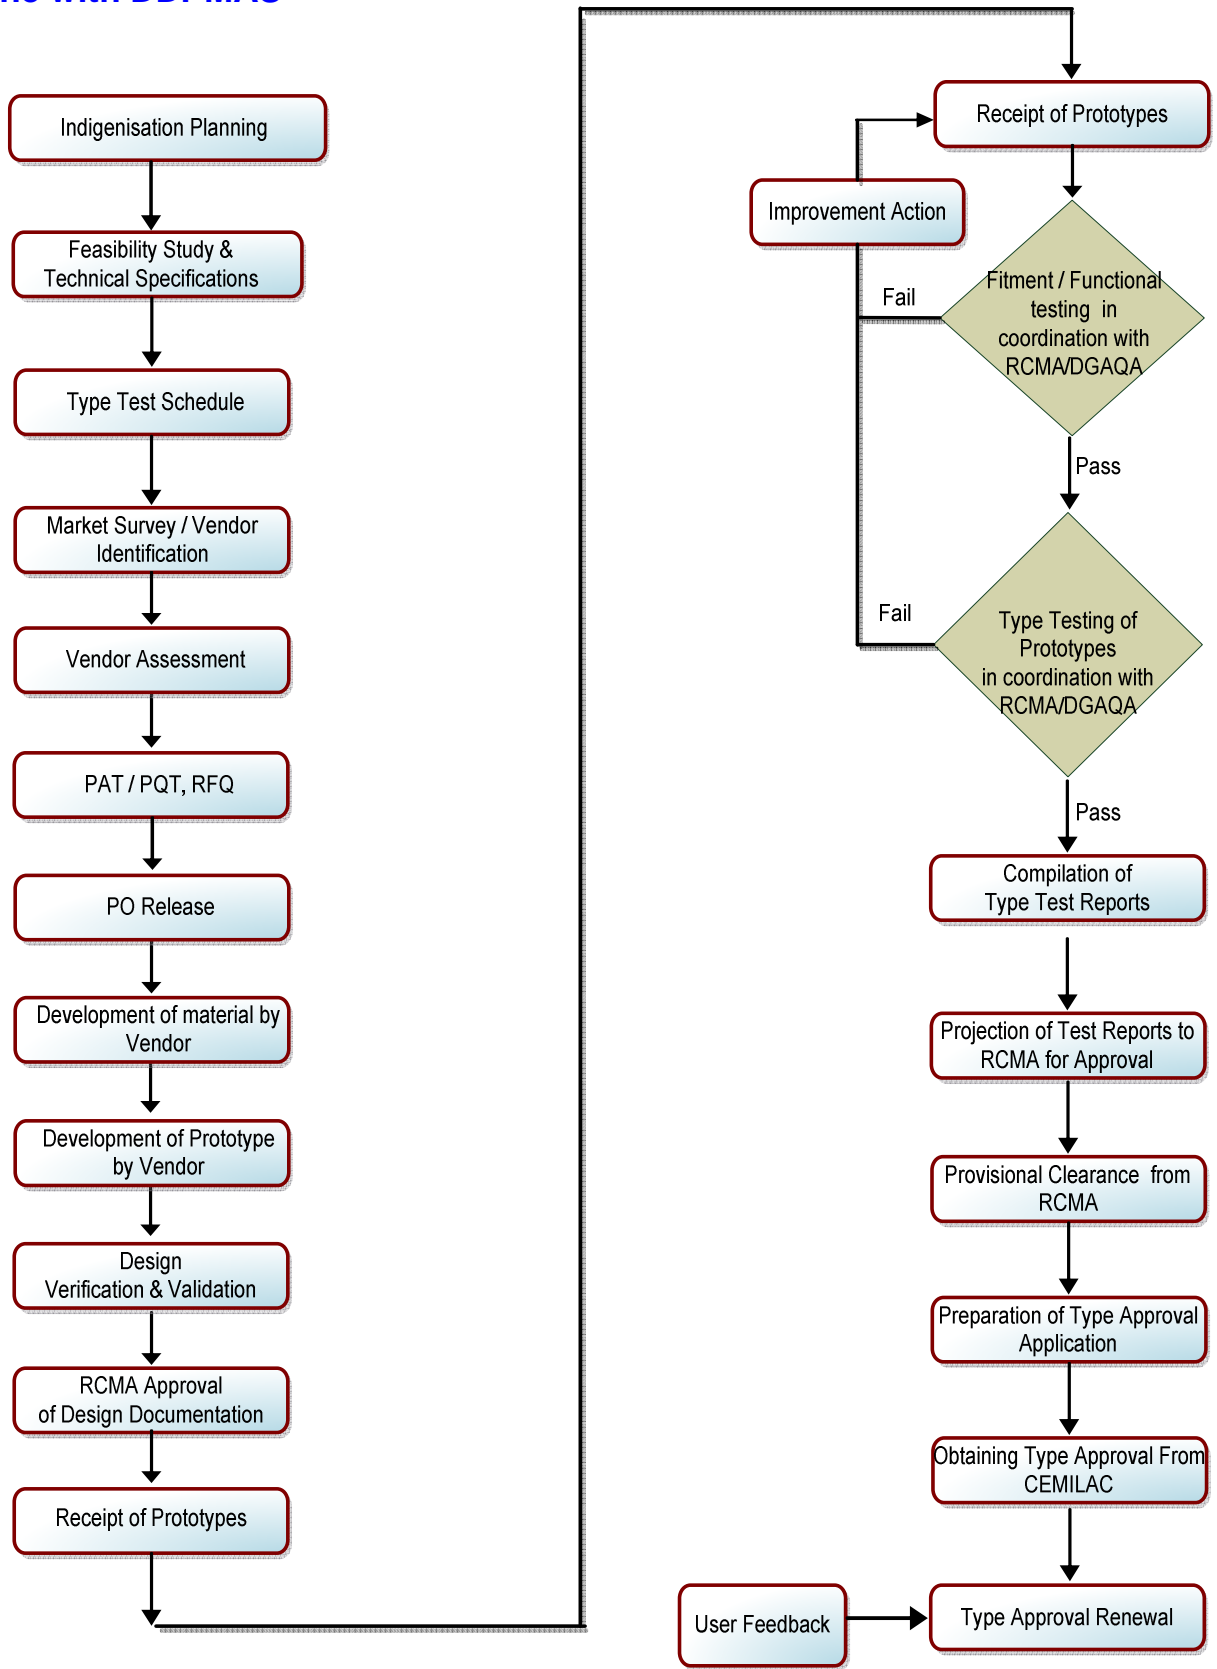 with
Indigenisation Planning
Feasibility Study &
Technical Specifications
Type Test Schedule
Market Survey / Vendor
Identification
Vendor Assessment
PAT / PQT, RFQ
PO Release
Development of material by
Vendor
Development of Prototype
by Vendor
Design
Verification & Validation
RCMA Approval
of Design Documentation
Receipt of Prototypes
Receipt of Prototypes
Improvement Action
Fitment / Functional
testing in
coordination with
RCMA/DGAQA
Fail
Pass
Type Testing of
Prototypes
in coordination with
RCMA/DGAQA
Fail
Pass
Compilation of
Type Test Reports
Projection of Test Reports to
RCMA for Approval
Provisional Clearance from
RCMA
Preparation of Type Approval
Application
Obtaining Type Approval From
CEMILAC
User Feedback
Type Approval Renewal